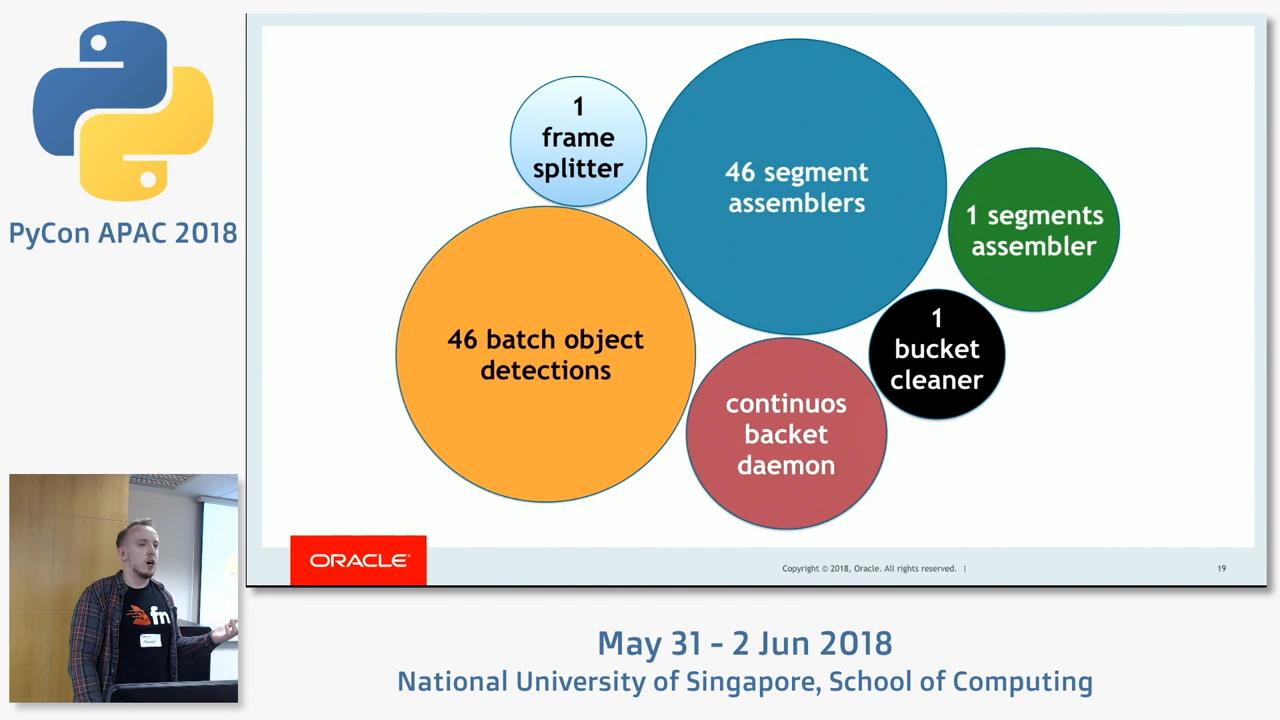 PyCon APAC 2018
1
frame
splitter
46 segment
assemblers
1 segments
assembler
46 batch object
detections
1
bucket
cleaner
continuos
backet
daemon
ORACLE
Copyright © 2018, Oracle. All rights reserved. |
19
fn
May 31 - 2 Jun 2018
National University of Singapore, School of Computing